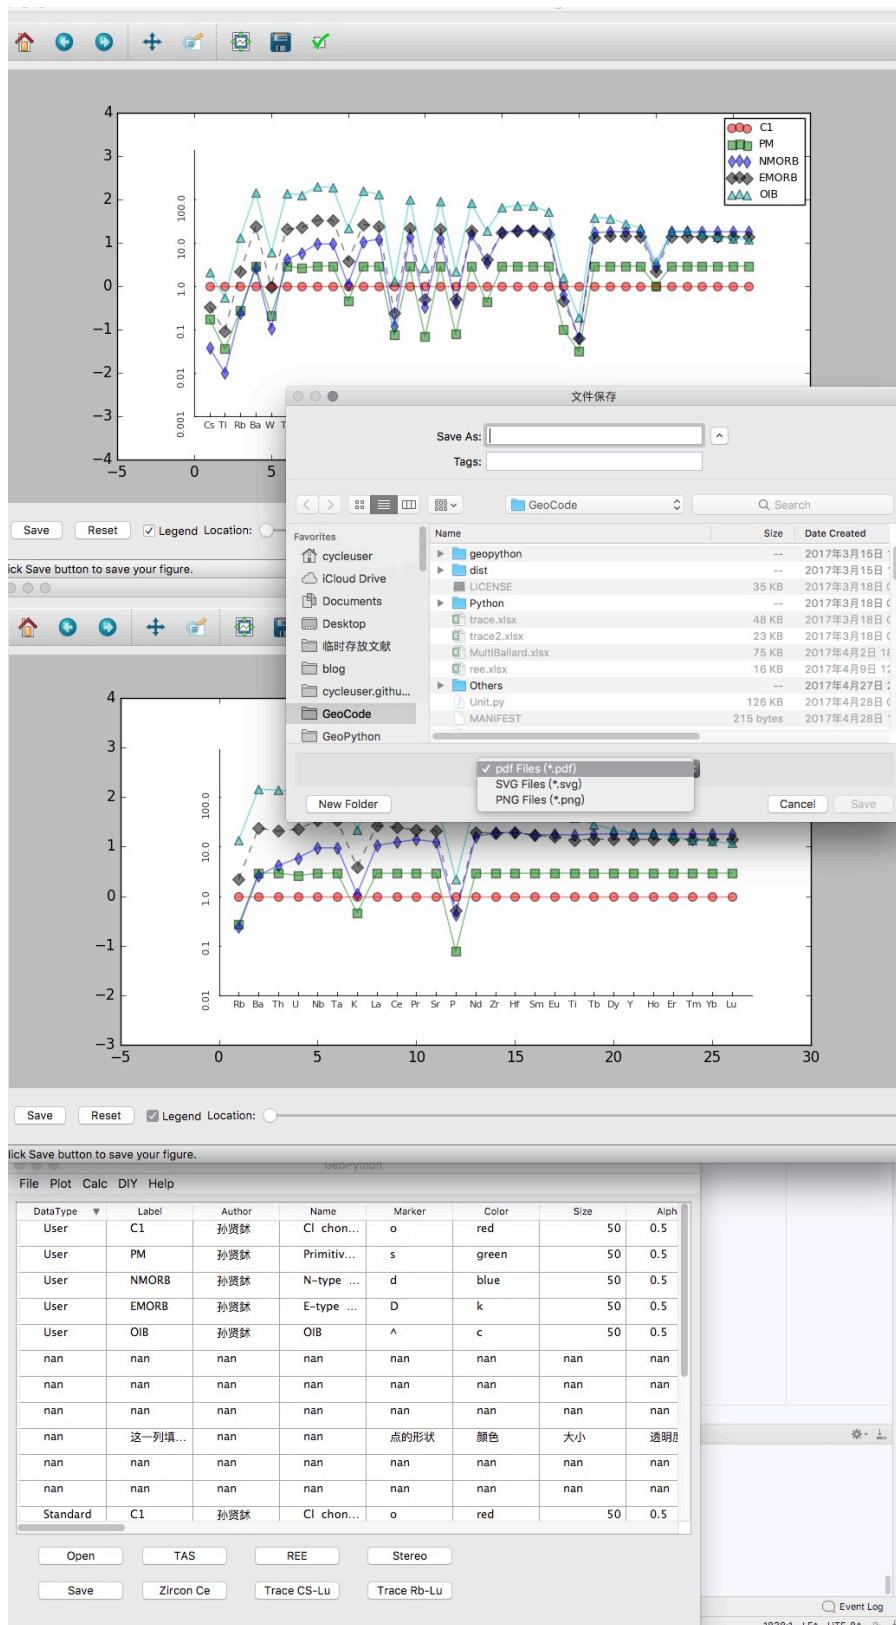 4
C1
3
PM
NMORB
EMORB
2
OIB
100.0
1
10.0
0
1.0
−1
0.1
−2
0.01
−3
0.001
Cs Tl Rb Ba W
−4
−5 0 5
文件保存
Save As:
Tags:
GeoCode
Search
Favorites
cycleuser
iCloud Drive
Documents
Desktop
临时存放文献
blog
cycleuser.githu...
GeoCode
GeoPython
Name Size Date Created
geopython -- 2017年3月15日
dist -- 2017年3月15日
LICENSE 35 KB 2017年3月18日
Python -- 2017年3月18日
trace.xlsx 48 KB 2017年3月18日
trace2.xlsx 23 KB 2017年3月18日
MultiBallard.xlsx 75 KB 2017年4月2日 18
ree.xlsx 16 KB 2017年4月9日 12
Others -- 2017年4月27日
Unit.py 126 KB 2017年4月28日
MANIFEST 215 bytes 2017年4月28日
pdf Files (*.pdf)
SVG Files (*.svg)
PNG Files (*.png)
New Folder Cancel Save
Save Reset Legend Location:
ick Save button to save your figure.
4
3
2
100.0
1
10.0
0
1.0
−1
0.1
−2
0.01
Rb Ba Th U Nb Ta K La Ce Pr Sr P Nd Zr Hf Sm Eu Ti Tb Dy Y Ho Er Tm Yb Lu
−3
−5 0 5 10 15 20 25 30
Save Reset Legend Location:
lick Save button to save your figure.
GeoPython
File Plot Calc DIY Help
DataType Label Author Name Marker Color Size Alph
User C1 孙贤鉥 Cl chon... o red 50 0.5
User PM 孙贤鉥 Primitiv... s green 50 0.5
User NMORB 孙贤鉥 N-type ... d blue 50 0.5
User EMORB 孙贤鉥 E-type ... D k 50 0.5
User OIB 孙贤鉥 OIB ^ c 50 0.5
nan nan nan nan nan nan nan nan
nan nan nan nan nan nan nan nan
nan nan nan nan nan nan nan nan
nan 这一列填... nan nan 点的形状 颜色 大小 透明度
nan nan nan nan nan nan nan nan
nan nan nan nan nan nan nan nan
Standard C1 孙贤鉥 Cl chon... o red 50 0.5
Open TAS REE Stereo
Save Zircon Ce Trace CS-Lu Trace Rb-Lu
Event Log